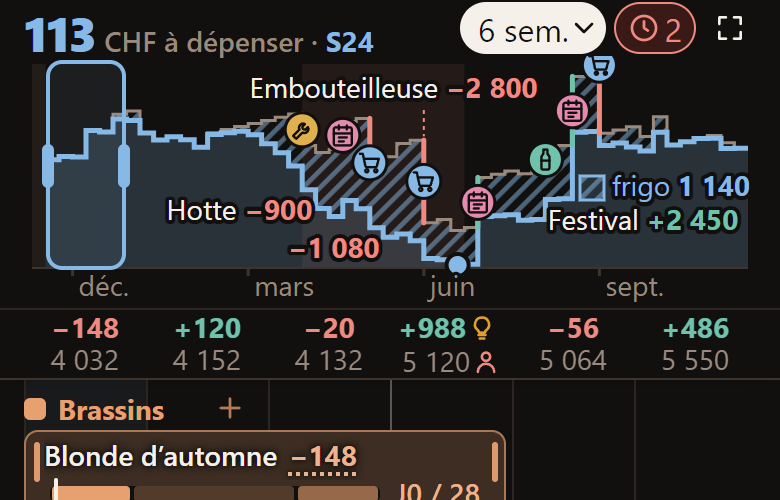 113 CHF à dépenser · S24
6 sem.
2
Embouteilleuse −2 800
frigo 1 140
Hotte −900
Festival +2 450
−1 080
déc. mars juin sept.
−148 +120 −20 +988 −56 +486
4 032 4 152 4 132 5 120 5 064 5 550
Brassins +
Blonde d’automne −148
J0 / 28